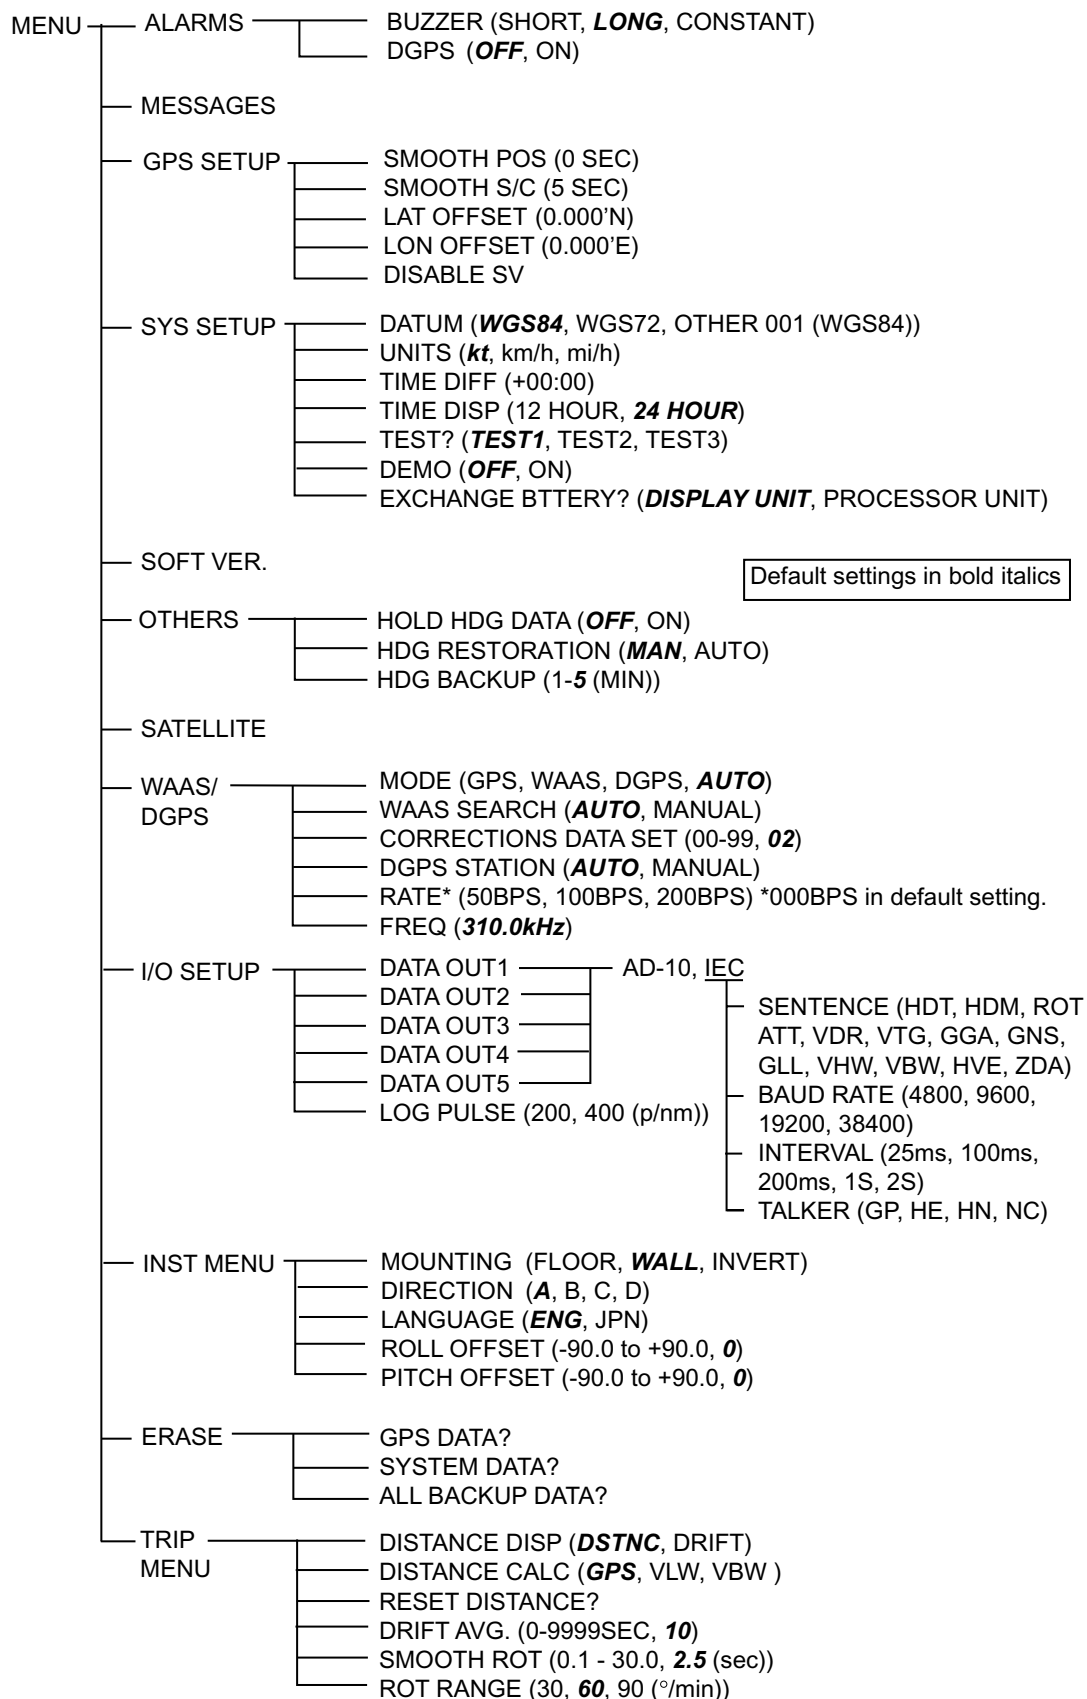 MENU
ALARMS
BUZZER (SHORT, LONG, CONSTANT)
DGPS (OFF, ON)
MESSAGES
GPS SETUP
SMOOTH POS (0 SEC)
SMOOTH S/C (5 SEC)
LAT OFFSET (0.000’N)
LON OFFSET (0.000’E)
DISABLE SV
SYS SETUP
DATUM (WGS84, WGS72, OTHER 001 (WGS84))
UNITS (kt, km/h, mi/h)
TIME DIFF (+00:00)
TIME DISP (12 HOUR, 24 HOUR)
TEST? (TEST1, TEST2, TEST3)
DEMO (OFF, ON)
EXCHANGE BTTERY? (DISPLAY UNIT, PROCESSOR UNIT)
SOFT VER.
Default settings in bold italics
OTHERS
HOLD HDG DATA (OFF, ON)
HDG RESTORATION (MAN, AUTO)
HDG BACKUP (1-5 (MIN))
SATELLITE
WAAS/
DGPS
MODE (GPS, WAAS, DGPS, AUTO)
WAAS SEARCH (AUTO, MANUAL)
CORRECTIONS DATA SET (00-99, 02)
DGPS STATION (AUTO, MANUAL)
RATE* (50BPS, 100BPS, 200BPS) *000BPS in default setting.
FREQ (310.0kHz)
I/O SETUP
DATA OUT1
DATA OUT2
DATA OUT3
DATA OUT4
DATA OUT5
LOG PULSE (200, 400 (p/nm))
AD-10, IEC
SENTENCE (HDT, HDM, ROT
ATT, VDR, VTG, GGA, GNS,
GLL, VHW, VBW, HVE, ZDA)
BAUD RATE (4800, 9600,
19200, 38400)
INTERVAL (25ms, 100ms,
200ms, 1S, 2S)
TALKER (GP, HE, HN, NC)
INST MENU
MOUNTING (FLOOR, WALL, INVERT)
DIRECTION (A, B, C, D)
LANGUAGE (ENG, JPN)
ROLL OFFSET (-90.0 to +90.0, 0)
PITCH OFFSET (-90.0 to +90.0, 0)
ERASE
GPS DATA?
SYSTEM DATA?
ALL BACKUP DATA?
TRIP
MENU
DISTANCE DISP (DSTNC, DRIFT)
DISTANCE CALC (GPS, VLW, VBW )
RESET DISTANCE?
DRIFT AVG. (0-9999SEC, 10)
SMOOTH ROT (0.1 - 30.0, 2.5 (sec))
ROT RANGE (30, 60, 90 (°/min))